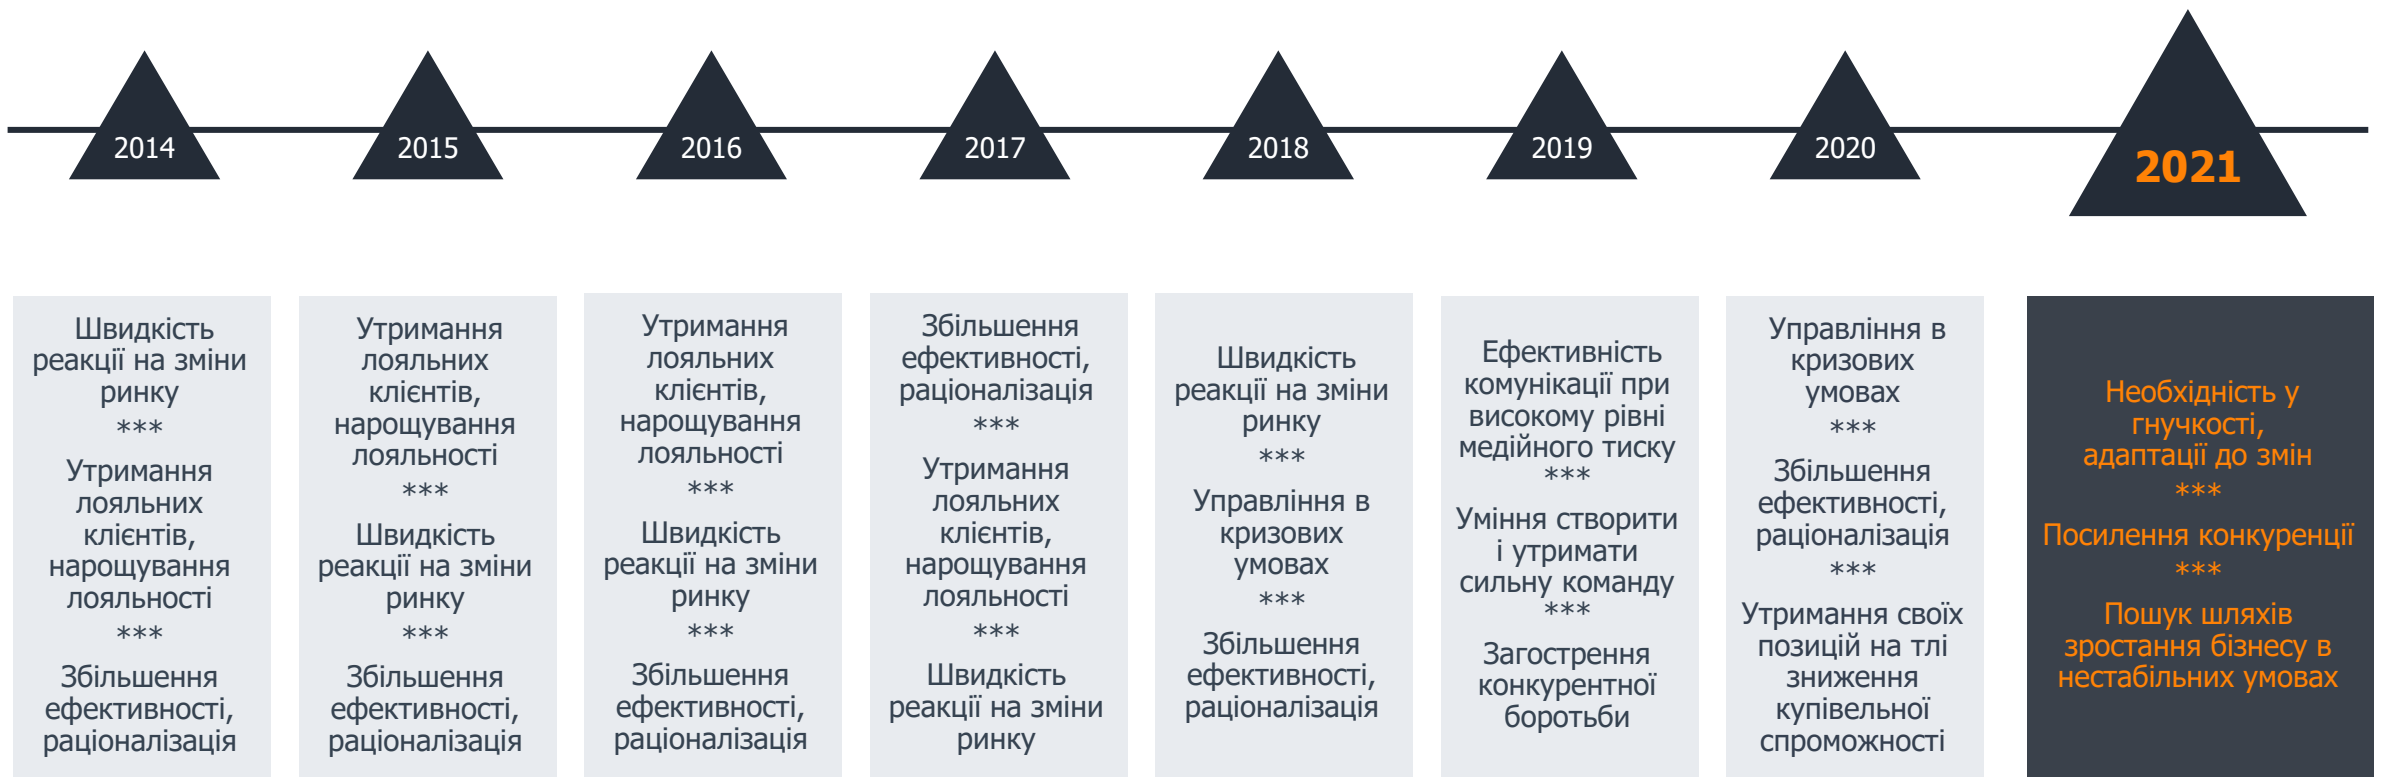 2014
2015
2016
2017
2018
2019
2020
2021
Швидкість
реакції на зміни
ринку
***
Утримання
лояльних
клієнтів,
нарощування
лояльності
***
Збільшення
ефективності,
раціоналізація
Утримання
лояльних
клієнтів,
нарощування
лояльності
***
Швидкість
реакції на зміни
ринку
***
Збільшення
ефективності,
раціоналізація
Утримання
лояльних
клієнтів,
нарощування
лояльності
***
Швидкість
реакції на зміни
ринку
***
Збільшення
ефективності,
раціоналізація
Збільшення
ефективності,
раціоналізація
***
Утримання
лояльних
клієнтів,
нарощування
лояльності
***
Швидкість
реакції на зміни
ринку
Швидкість
реакції на зміни
ринку
***
Управління в
кризових
умовах
***
Збільшення
ефективності,
раціоналізація
Ефективність
комунікації при
високому рівні
медійного тиску
***
Уміння створити
і утримати
сильну команду
***
Загострення
конкурентної
боротьби
Управління в
кризових
умовах
***
Збільшення
ефективності,
раціоналізація
***
Утримання своїх
позицій на тлі
зниження
купівельної
спроможності
Необхідність у
гнучкості,
адаптації до змін
***
Посилення конкуренції
***
Пошук шляхів
зростання бізнесу в
нестабільних умовах